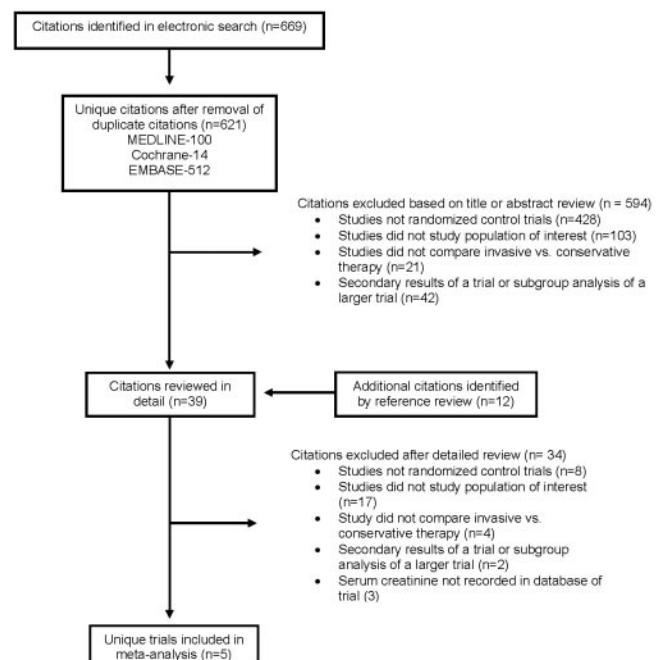 Citations identified in electronic search (n=669)
Unique citations after removal of
duplicate citations (n=621)
MEDLINE-100
Cochrane-14
EMBASE-512
Citations excluded based on title or abstract review (n = 594)
• Studies not randomized control trials (n=428)
• Studies did not study population of interest (n=103)
• Studies did not compare invasive vs. conservative
therapy (n=21)
• Secondary results of a trial or subgroup analysis of a
larger trial (n=42)
Citations reviewed in
detail (n=39)
Additional citations identified
by reference review (n=12)
Citations excluded after detailed review (n= 34)
• Studies not randomized control trials (n=8)
• Studies did not study population of interest
(n=17)
• Study did not compare invasive vs.
conservative therapy (n=4)
• Secondary results of a trial or subgroup
analysis of a larger trial (n=2)
• Serum creatinine not recorded in database of
trial (3)
Unique trials included in
meta-analysis (n=5)